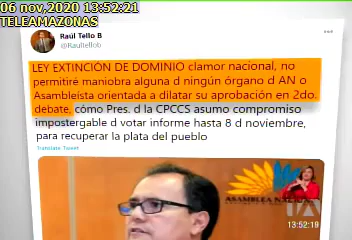 06 nov,2020 13:52:21
TELEAMAZONAS
Raúl Tello B
@Raultellob
LEY EXTINCIÓN DE DOMINIO clamor nacional, no
permitiré maniobra alguna d ningún órgano d AN o
Asambleísta orientada a dilatar su aprobación en 2do.
debate, cómo Pres. d la CPCCS asumo compromiso
impostergable d votar informe hasta 8 d noviembre,
para recuperar la plata del pueblo
Translate Tweet
ASAMBLEA NACIONAL
13:52:19